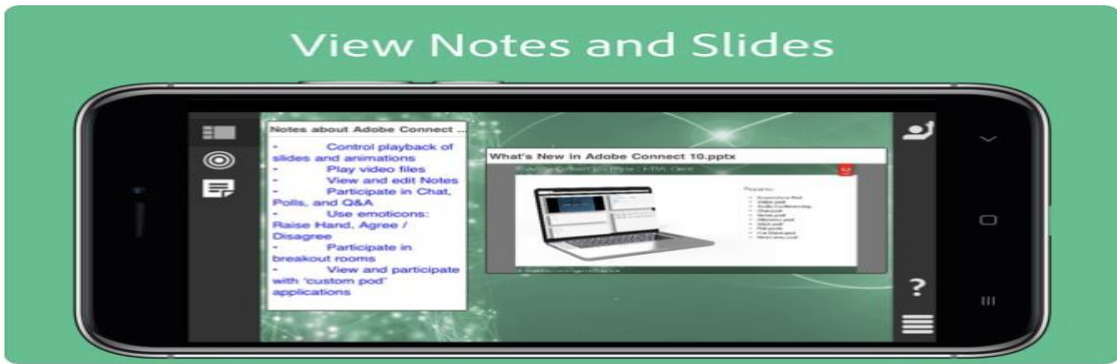 View Notes and Slides
Notes about Adobe Connect ...
- Control playback of
slides and animations
- Play video files
- View and edit Notes
- Participate in Chat,
Polls, and Q&A
- Use emoticons:
Raise Hand, Agree /
Disagree
- Participate in
breakout rooms
- View and participate
with "custom pod"
applications
What's New in Adobe Connect 10.pptx
?